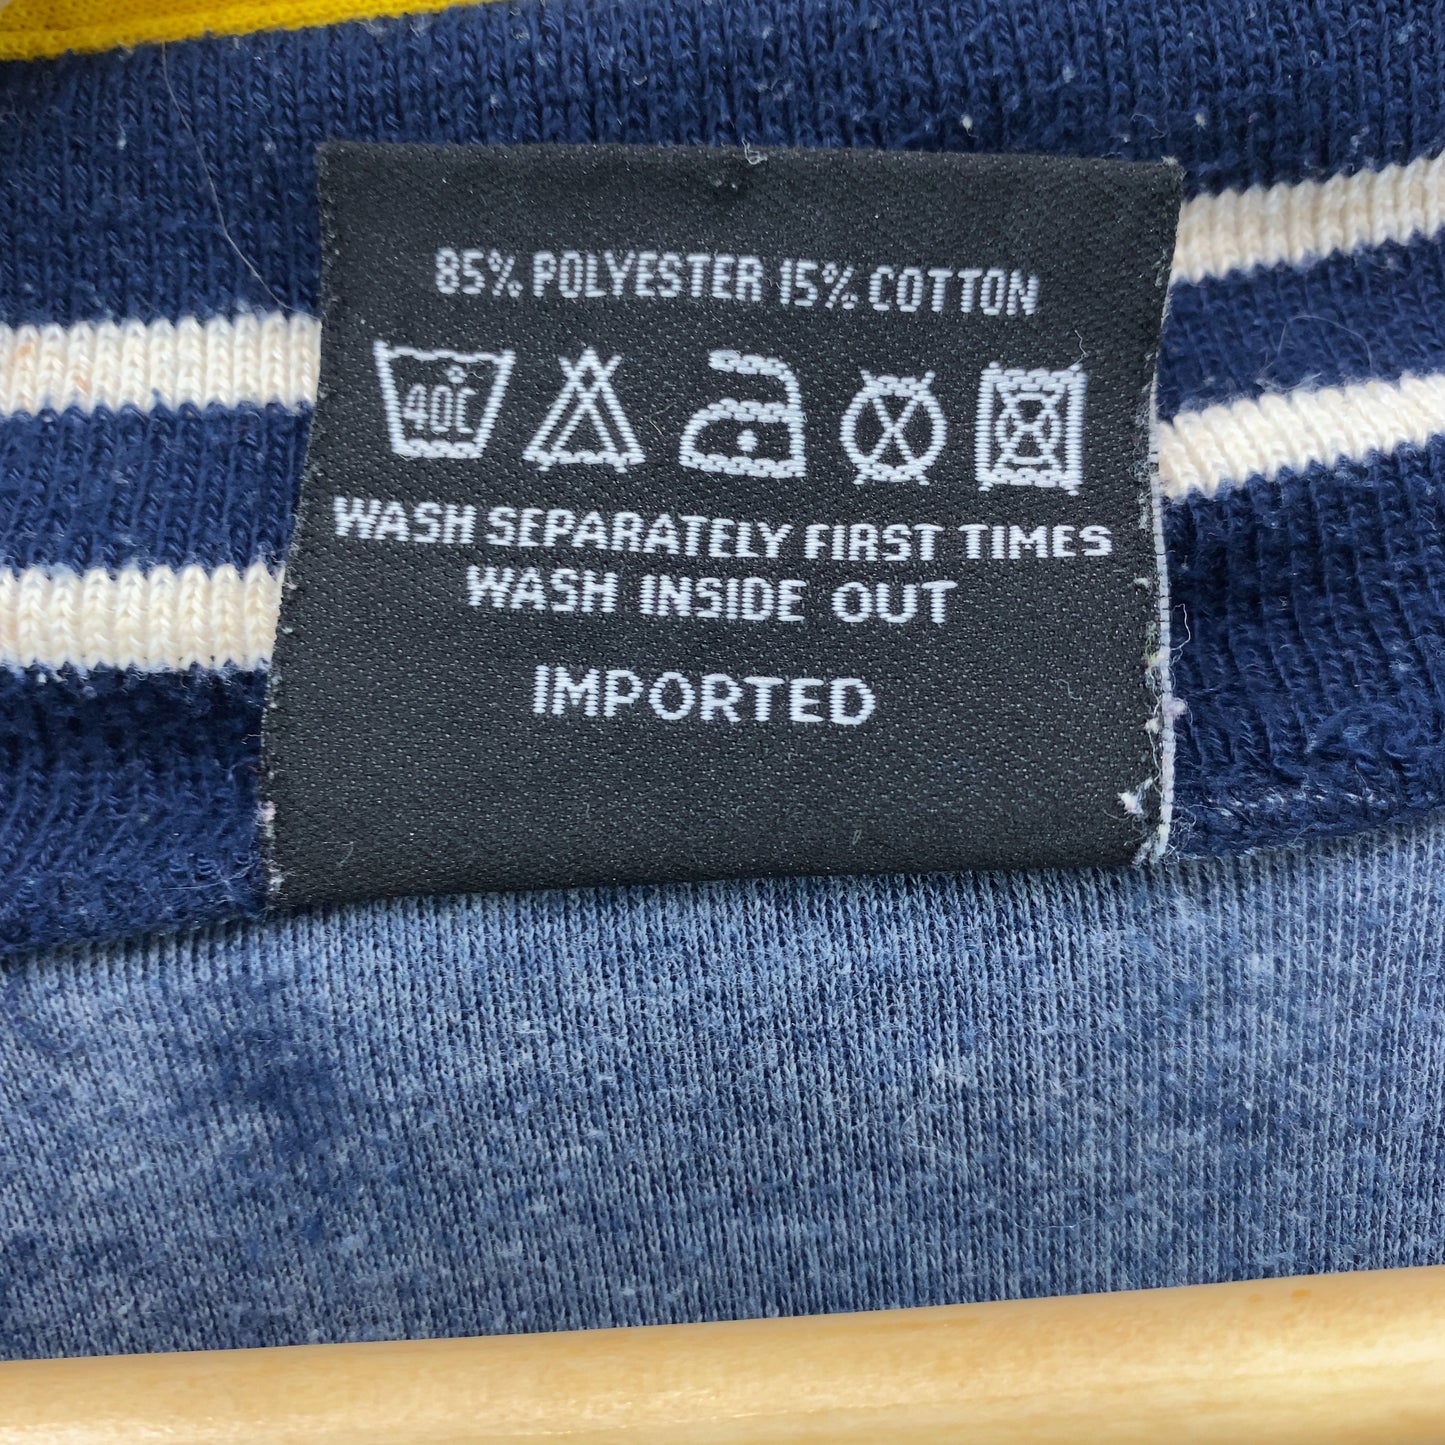 85% POLYESTER 15% COTTON
40°C
WASH SEPARATELY FIRST TIMES
WASH INSIDE OUT
IMPORTED